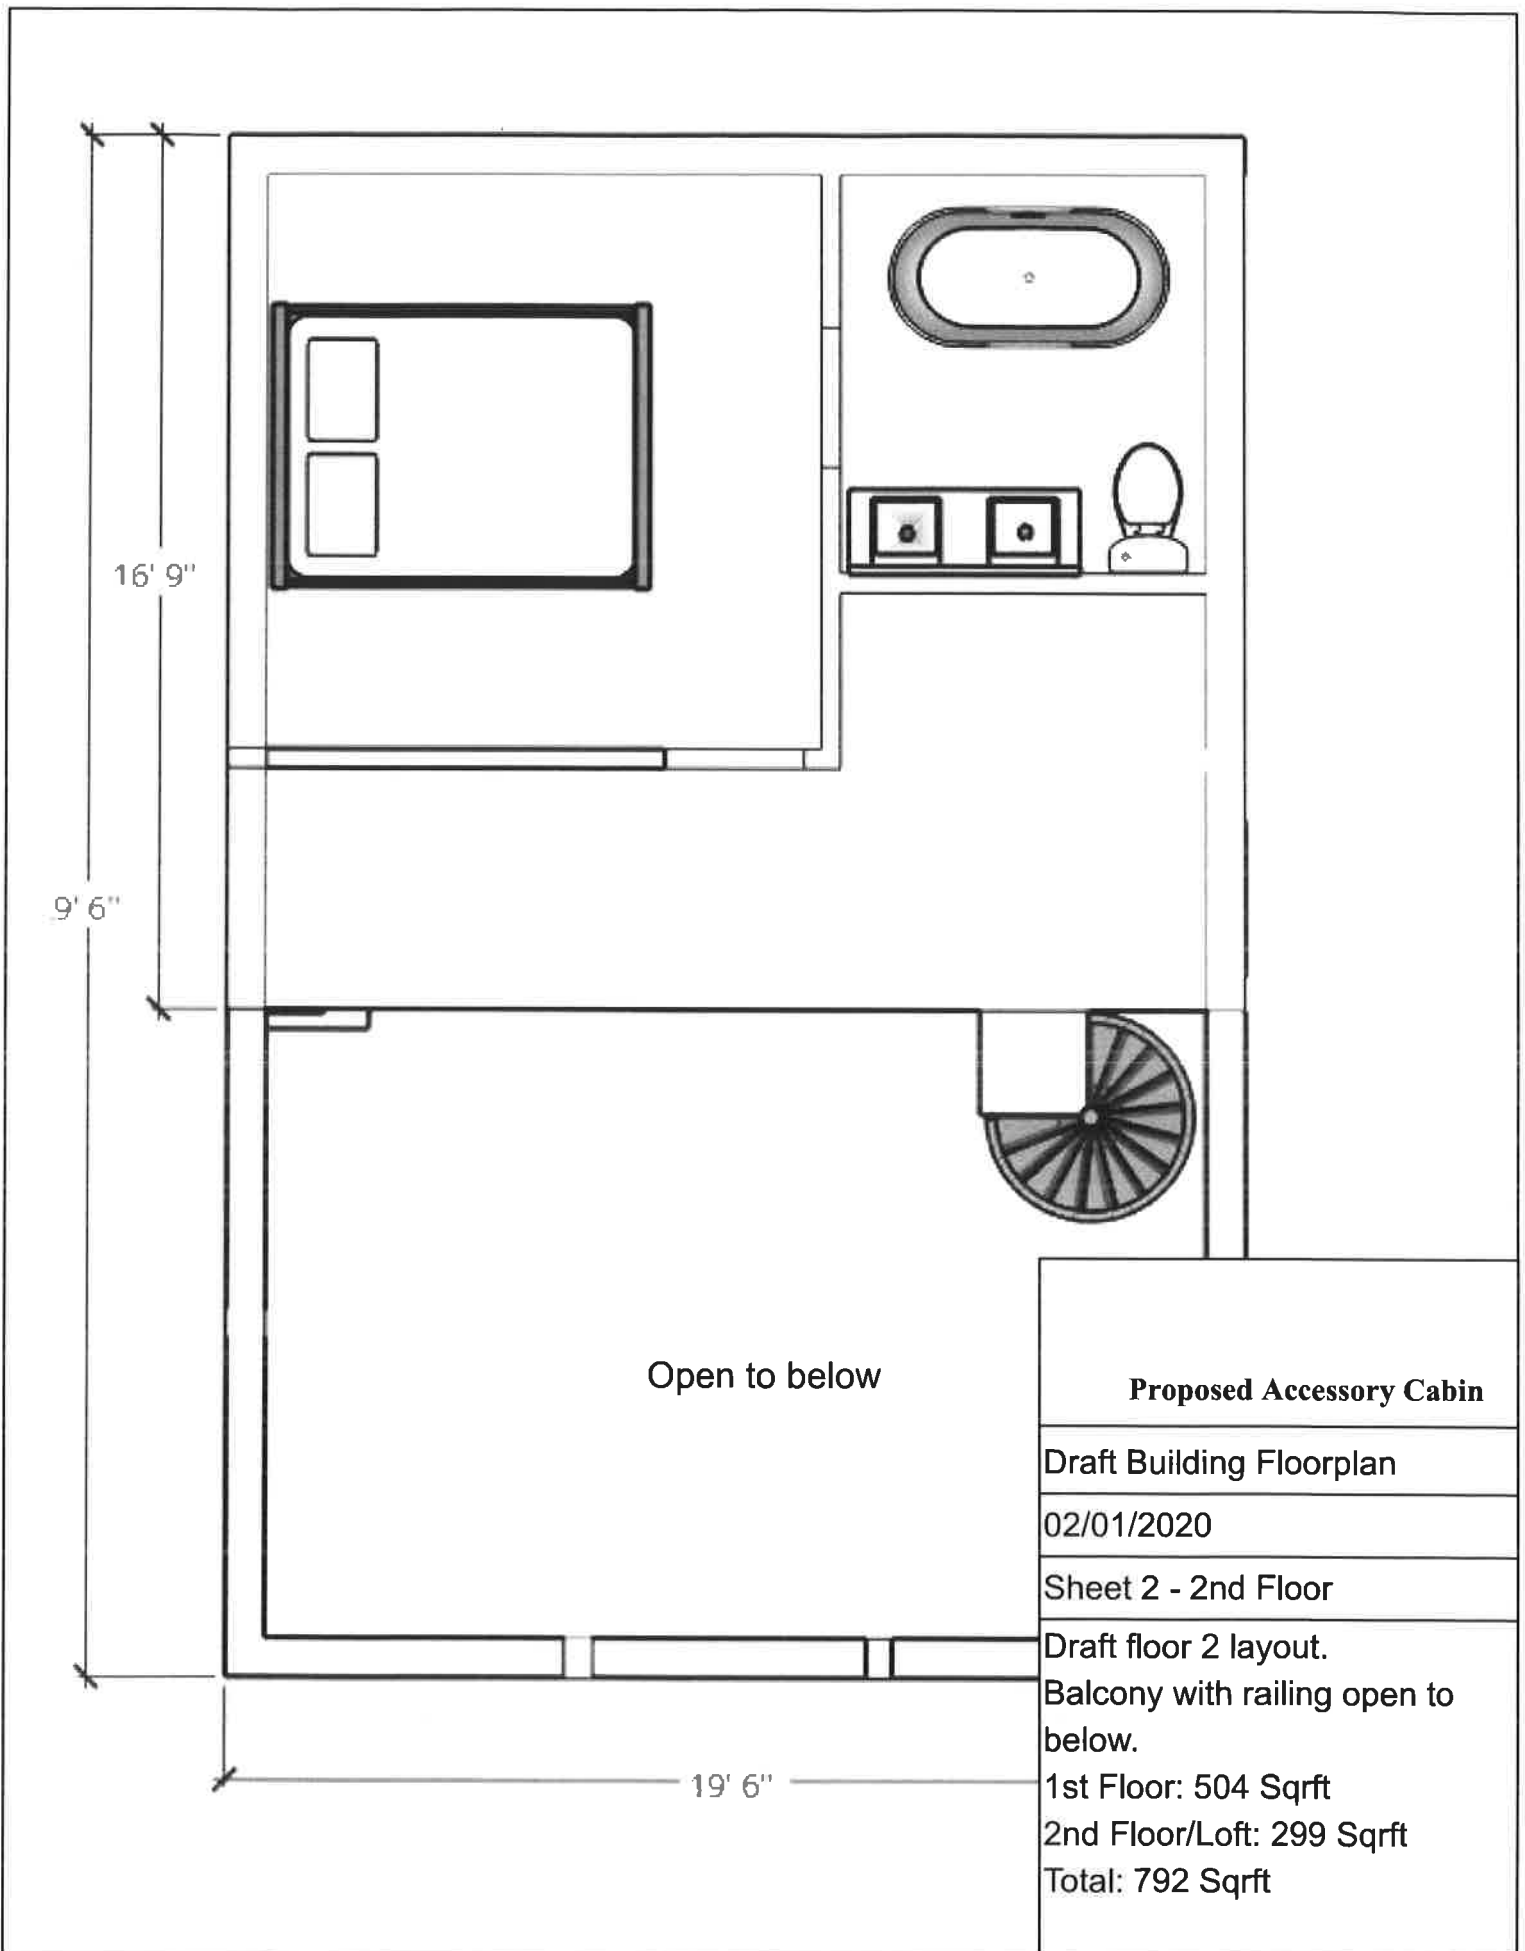 16' 9"
9' 6"
Open to below
19' 6"
Proposed Accessory Cabin
Draft Building Floorplan
02/01/2020
Sheet 2 - 2nd Floor
Draft floor 2 layout.
Balcony with railing open to
below.
1st Floor: 504 Sqrft
2nd Floor/Loft: 299 Sqrft
Total: 792 Sqrft